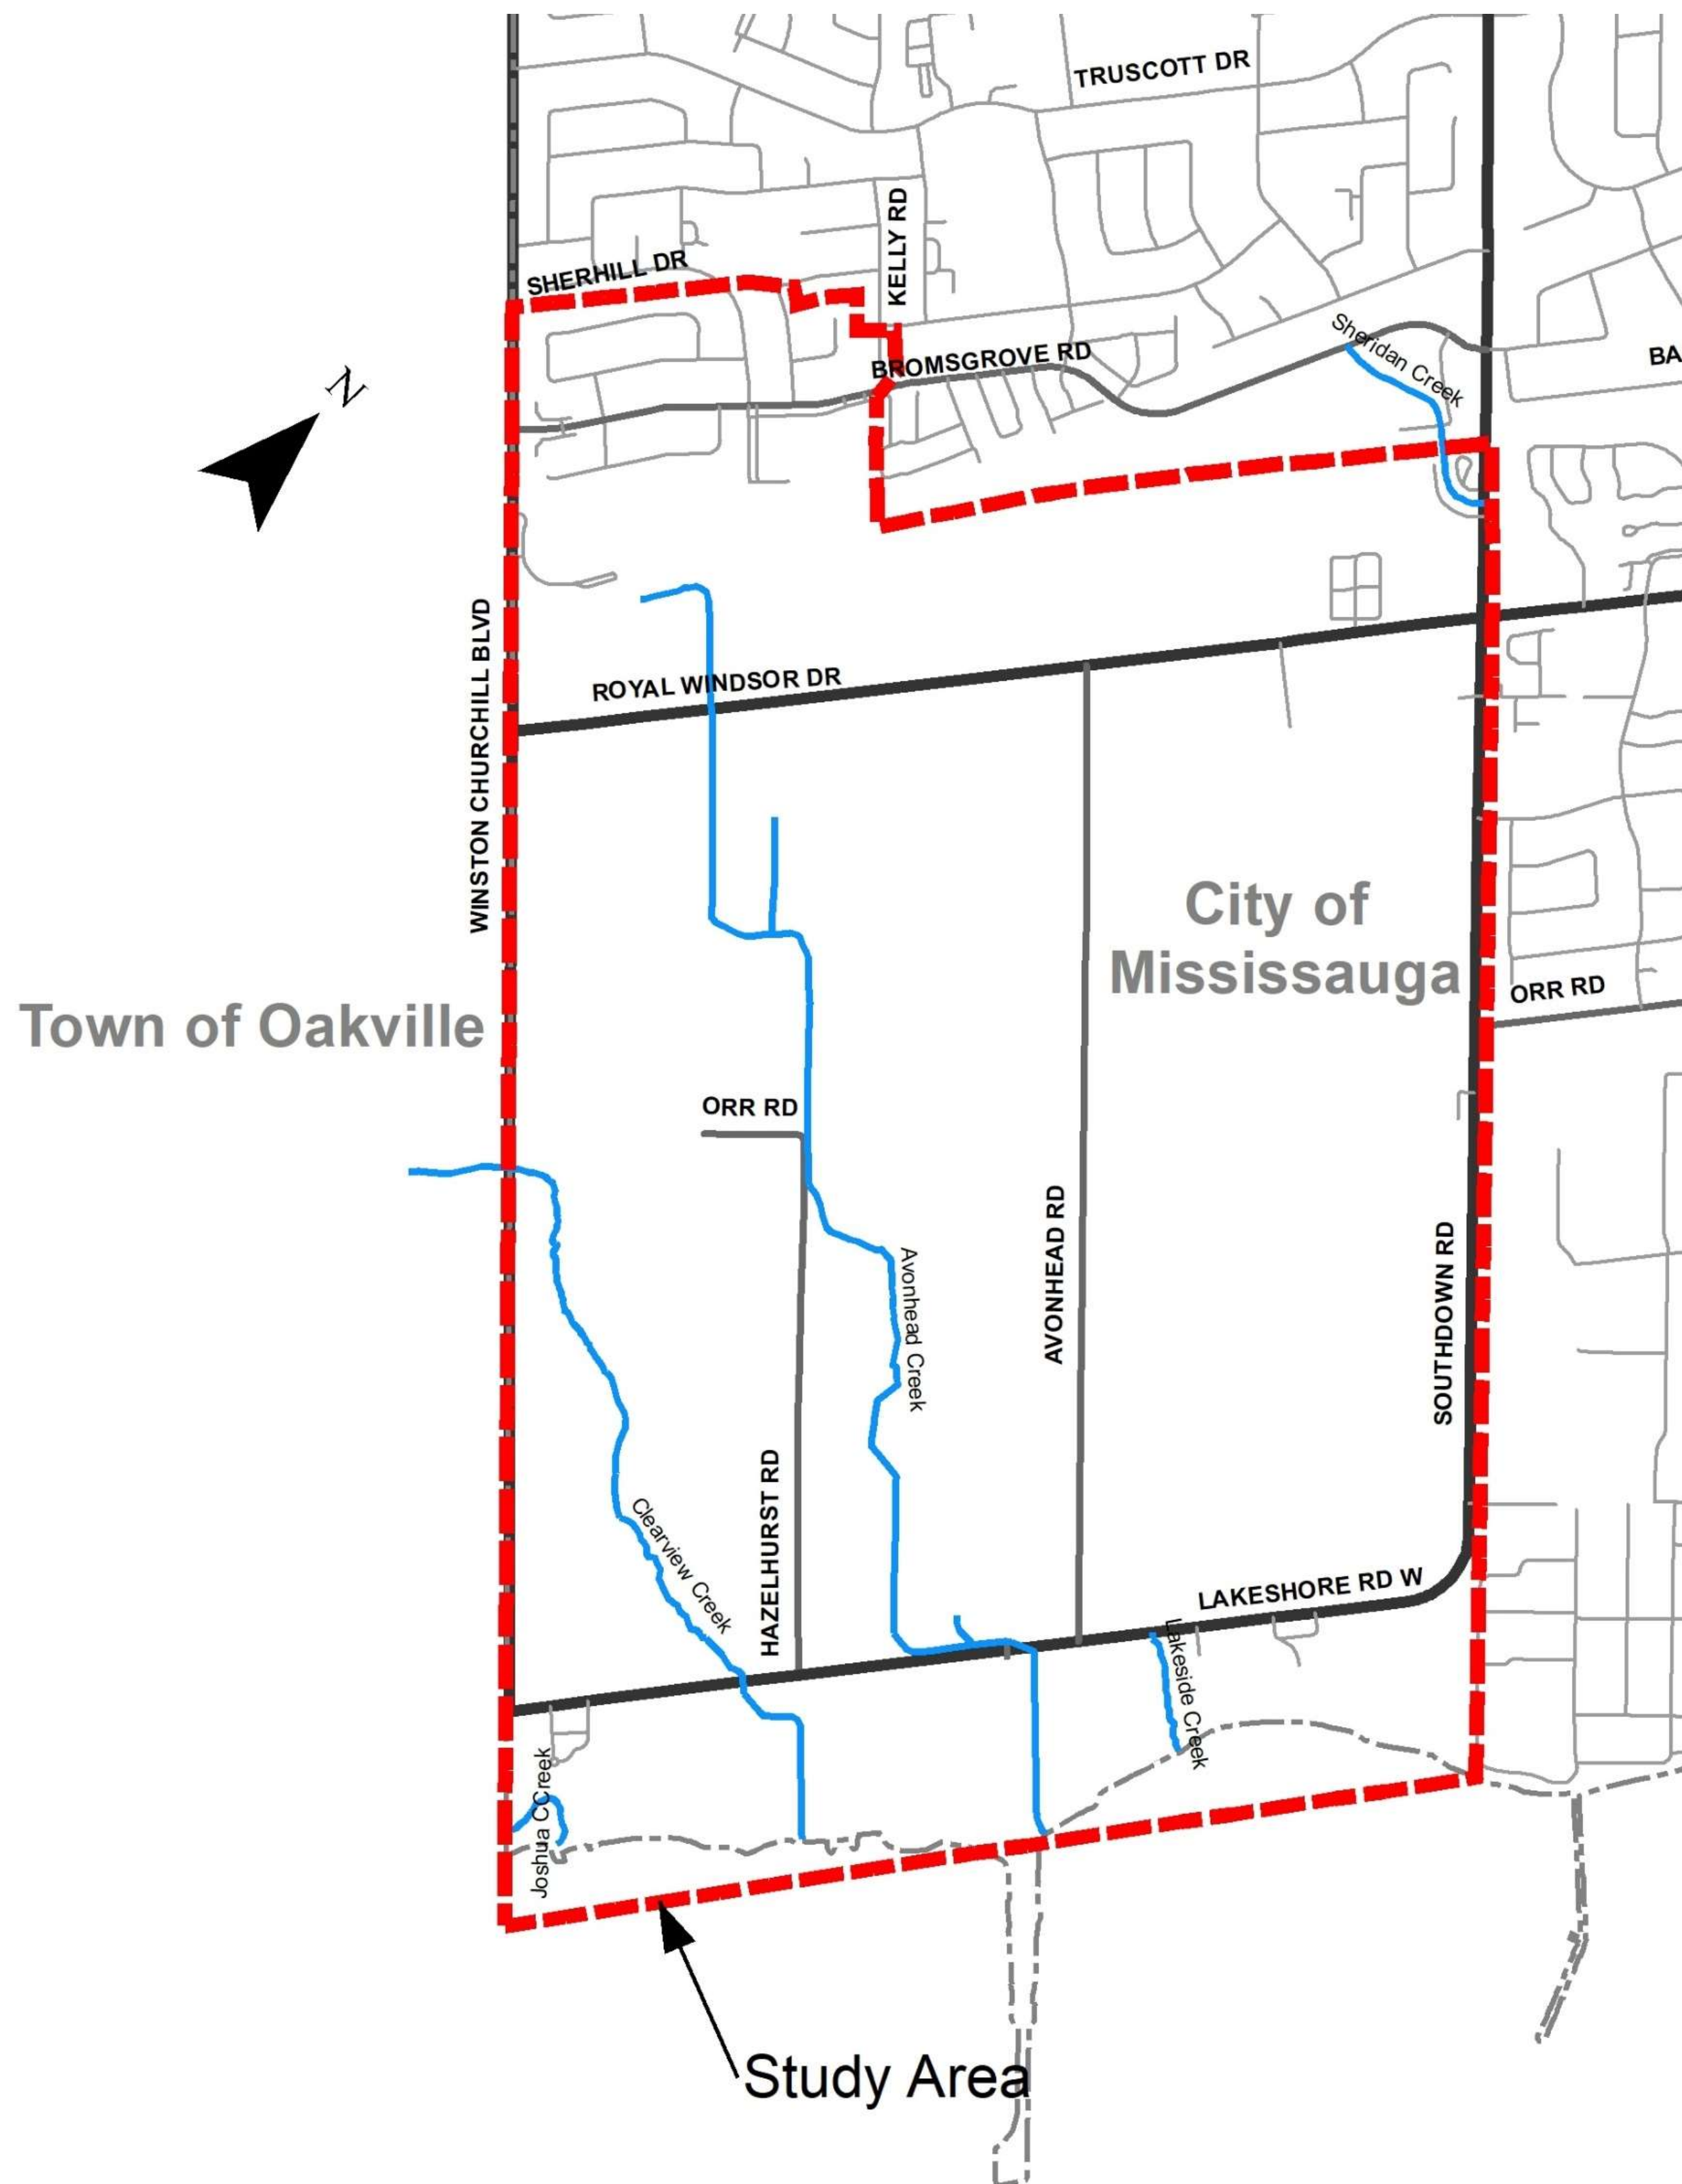 TRUSCOTT DR
KELLY RD
SHERHILL DR
BROMSGROVE RD
Sheridan Creek
BA
N
WINSTON CHURCHILL BLVD
ROYAL WINDSOR DR
City of
Mississauga
ORR RD
Town of Oakville
ORR RD
AVONHEAD RD
SOUTHDOWN RD
Avonhead Creek
HAZELHURST RD
Clearview Creek
LAKESHORE RD W
Lakeside Creek
Joshua CCreek
Study Area